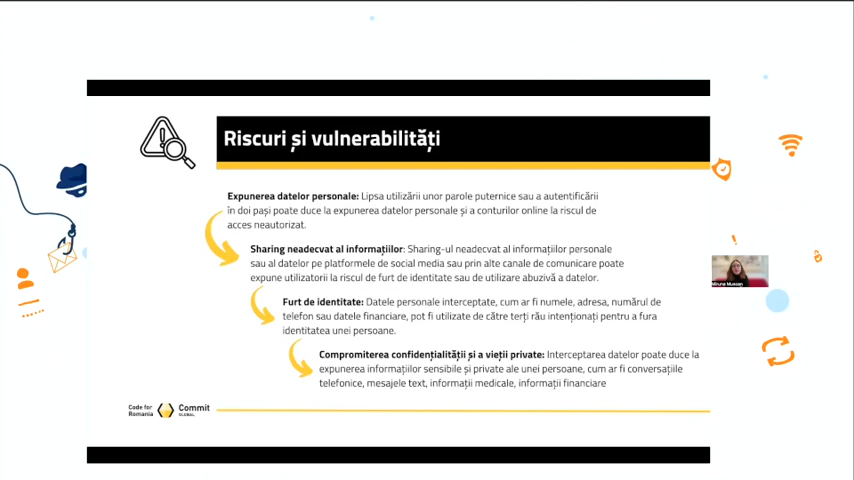 Riscuri și vulnerabilități
Expunerea datelor personale: Lipsa utilizării unor parole puternice sau a autentificării
în doi pași poate duce la expunerea datelor personale și a conturilor online la riscul de
acces neautorizat.
Sharing neadecvat al informațiilor: Sharing-ul neadecvat al informațiilor personale
sau al datelor pe platformele de social media sau prin alte canale de comunicare poate
expune utilizatorii la riscul de furt de identitate sau de utilizare abuzivă a datelor.
Furt de identitate: Datele personale interceptate, cum ar fi numele, adresa, numărul de
telefon sau datele financiare, pot fi utilizate de către terți rău intenționați pentru a fura
identitatea unei persoane.
Compromiterea confidențialității și a vieții private: Interceptarea datelor poate duce la
expunerea informațiilor sensibile și private ale unei persoane, cum ar fi conversațiile
telefonice, mesajele text, informații medicale, informații financiare
Code for
Romania
Commit
GLOBAL